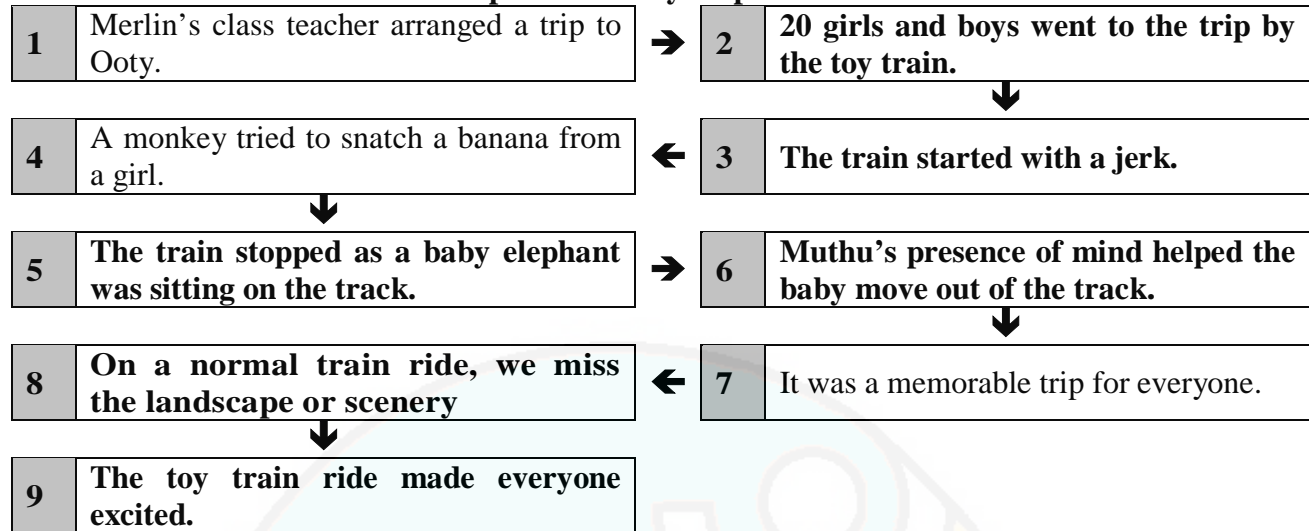 1 Merlin's class teacher arranged a trip to
Ooty.
2 20 girls and boys went to the trip by
the toy train.
3 The train started with a jerk.
4 A monkey tried to snatch a banana from
a girl.
5 The train stopped as a baby elephant
was sitting on the track.
6 Muthu's presence of mind helped the
baby move out of the track.
7 It was a memorable trip for everyone.
8 On a normal train ride, we miss
the landscape or scenery
9 The toy train ride made everyone
excited.